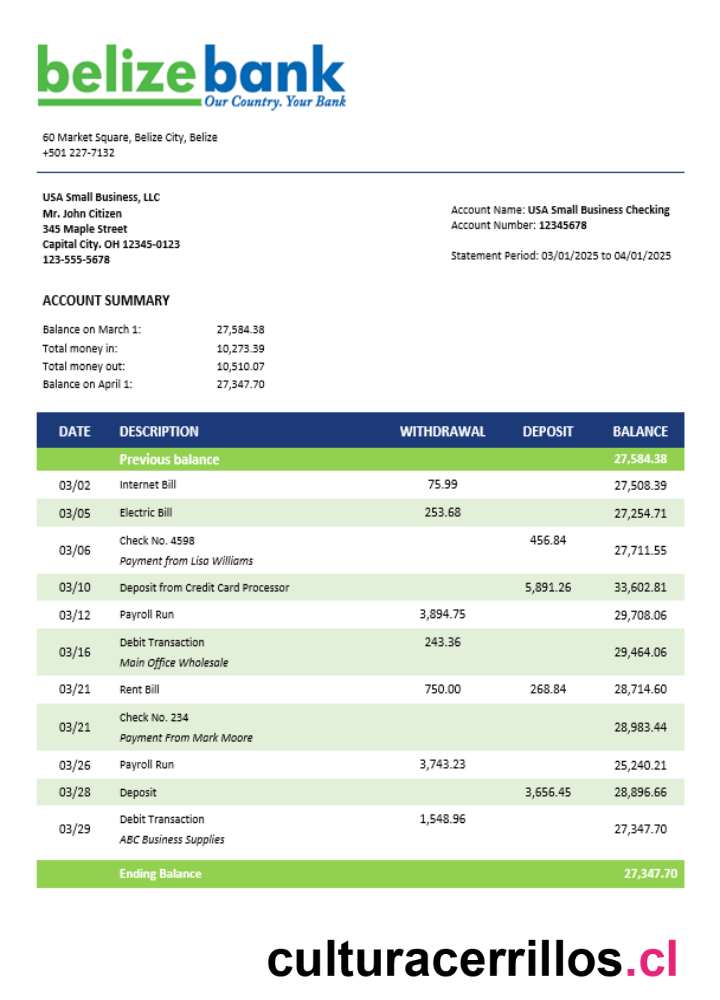 belizebank
Our Country. Your Bank
60 Market Square, Belize City, Belize
+501 227-7132
USA Small Business, LLC
Mr. John Citizen
345 Maple Street
Capital City. OH 12345-0123
123-555-5678
Account Name: USA Small Business Checking
Account Number: 12345678
Statement Period: 03/01/2025 to 04/01/2025
ACCOUNT SUMMARY
Balance on March 1: 27,584.38
Total money in: 10,273.39
Total money out: 10,510.07
Balance on April 1: 27,347.70
DATE DESCRIPTION WITHDRAWAL DEPOSIT BALANCE
Previous balance 27,584.38
03/02 Internet Bill 75.99 27,508.39
03/05 Electric Bill 253.68 27,254.71
03/06 Check No. 4598 456.84 27,711.55
Payment from Lisa Williams
03/10 Deposit from Credit Card Processor 5,891.26 33,602.81
03/12 Payroll Run 3,894.75 29,708.06
03/16 Debit Transaction 243.36 29,464.06
Main Office Wholesale
03/21 Rent Bill 750.00 268.84 28,714.60
03/21 Check No. 234 28,983.44
Payment From Mark Moore
03/26 Payroll Run 3,743.23 25,240.21
03/28 Deposit 3,656.45 28,896.66
03/29 Debit Transaction 1,548.96 27,347.70
ABC Business Supplies
Ending Balance 27,347.70
culturacerrillos.cl